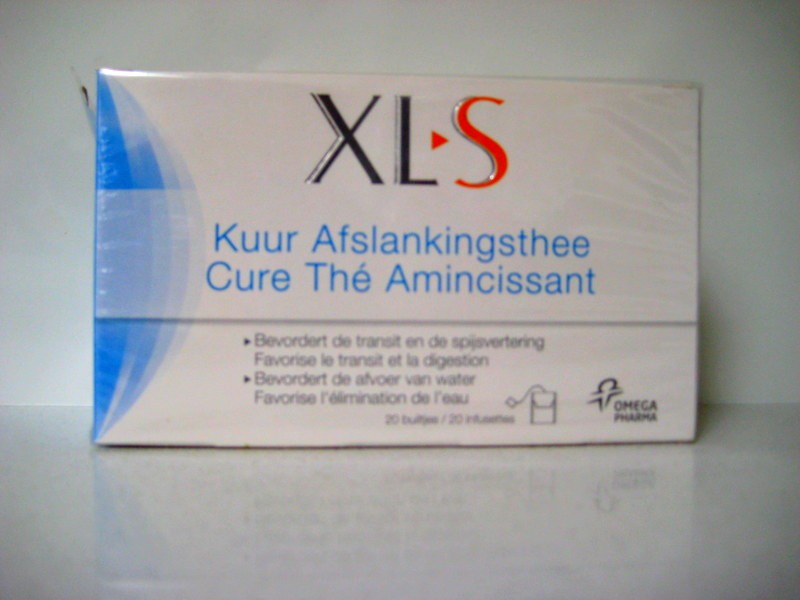 XL▸S
Kuur Afslankingsthee
Cure Thé Amincissant
▸Bevordert de transit en de spijsvertering
Favorise le transit et la digestion
▸Bevordert de afvoer van water
Favorise l'élimination de l'eau
20 builtjes / 20 infusettes
OMEGA
PHARMA